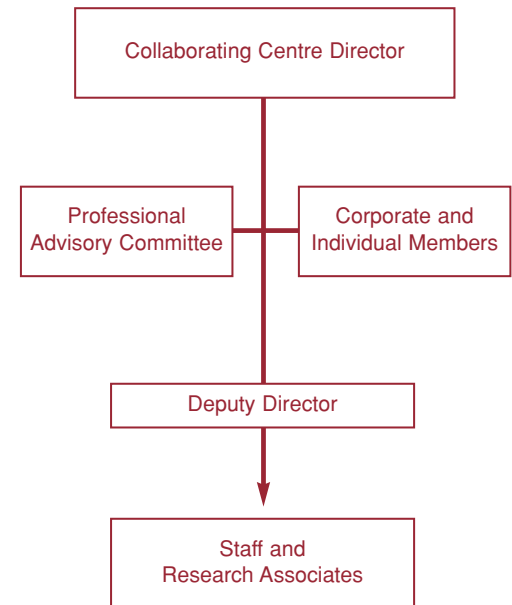 Collaborating Centre Director
Professional
Advisory Committee
Corporate and
Individual Members
Deputy Director
Staff and
Research Associates